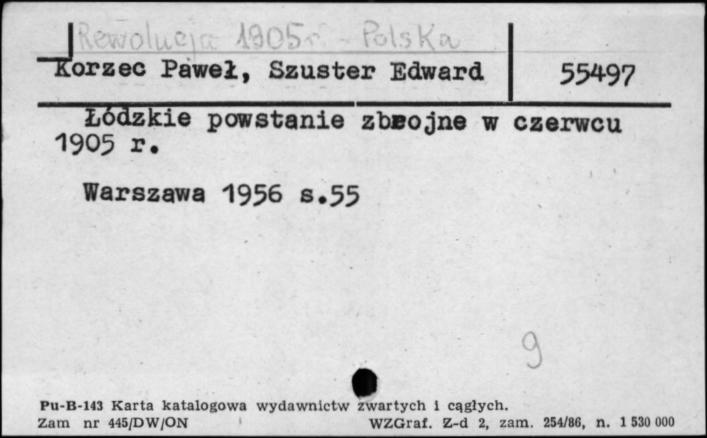 Rewolucja 1905r. - Polska
Korzec Paweł, Szuster Edward 55497
Łódzkie powstanie zbrojne w czerwcu
1905 r.
Warszawa 1956 s.55
9
Pu-B-143 Karta katalogowa wydawnictw zwartych i cągłych.
Zam nr 445/DW/ON WZGraf. Z-d 2, zam. 254/86, n. 1 530 000